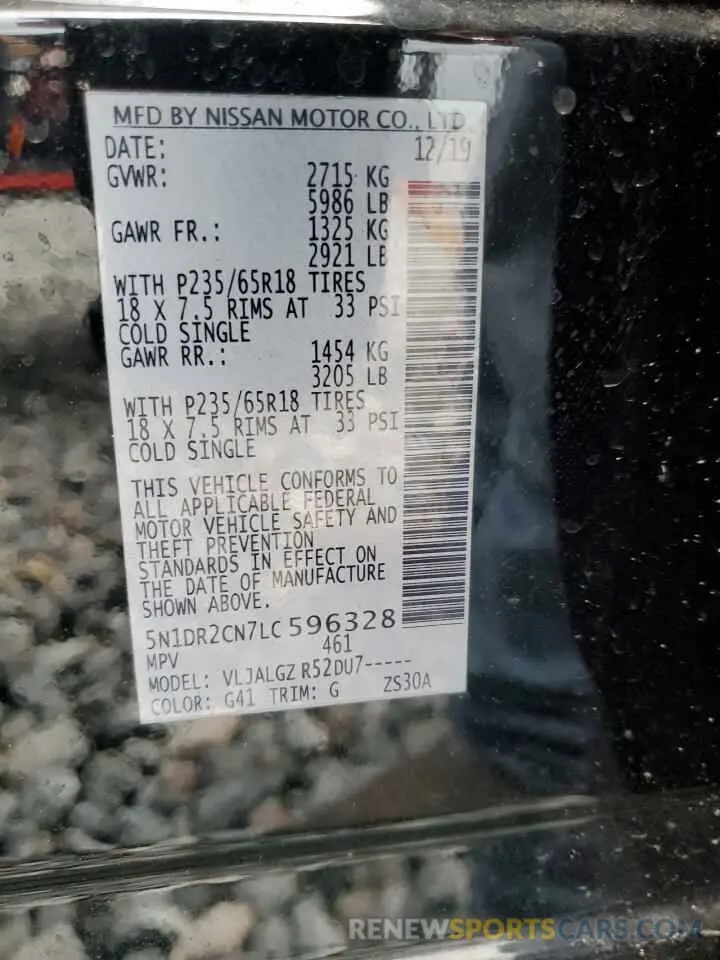 MFD BY NISSAN MOTOR CO., LTD
DATE: 12/19
GVWR: 2715 KG
5986 LB
GAWR FR.: 1325 KG
2921 LB
WITH P235/65R18 TIRES
18 X 7.5 RIMS AT 33 PSI
COLD SINGLE
GAWR RR.: 1454 KG
3205 LB
WITH P235/65R18 TIRES
18 X 7.5 RIMS AT 33 PSI
COLD SINGLE
THIS VEHICLE CONFORMS TO
ALL APPLICABLE FEDERAL
MOTOR VEHICLE SAFETY AND
THEFT PREVENTION
STANDARDS IN EFFECT ON
THE DATE OF MANUFACTURE
SHOWN ABOVE.
5N1DR2CN7LC596328
MPV 461
MODEL: VLJALGZ R52DU7-----
COLOR: G41 TRIM: G ZS30A
RENEWSPORTSCARS.COM